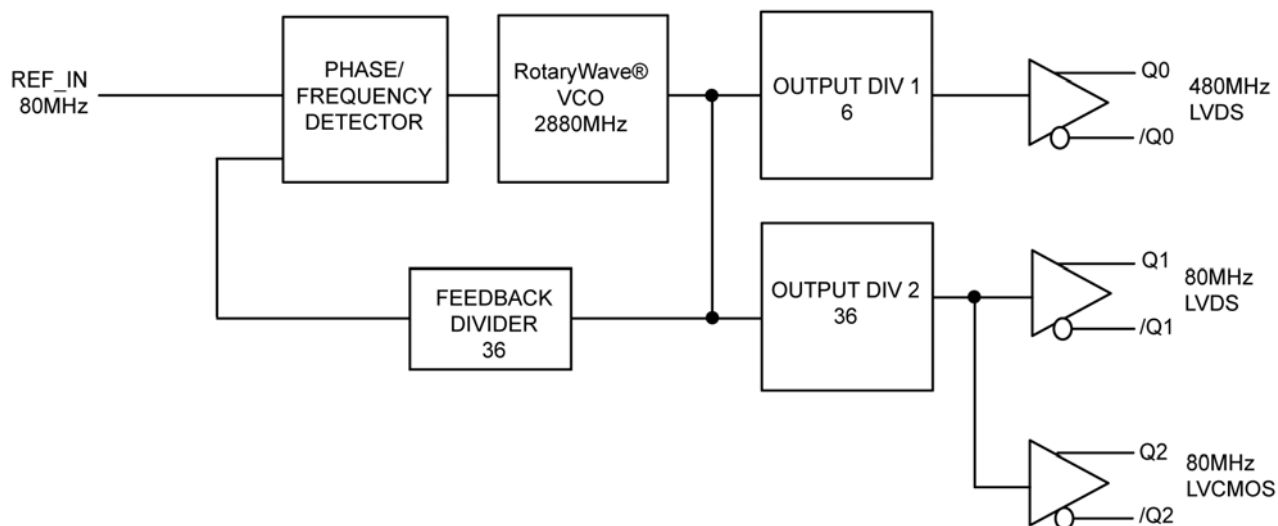 REF_IN
80MHz
PHASE/
FREQUENCY
DETECTOR
RotaryWave®
VCO
2880MHz
OUTPUT DIV 1
6
Q0
/Q0
480MHz
LVDS
FEEDBACK
DIVIDER
36
OUTPUT DIV 2
36
Q1
/Q1
80MHz
LVDS
Q2
/Q2
80MHz
LVCMOS